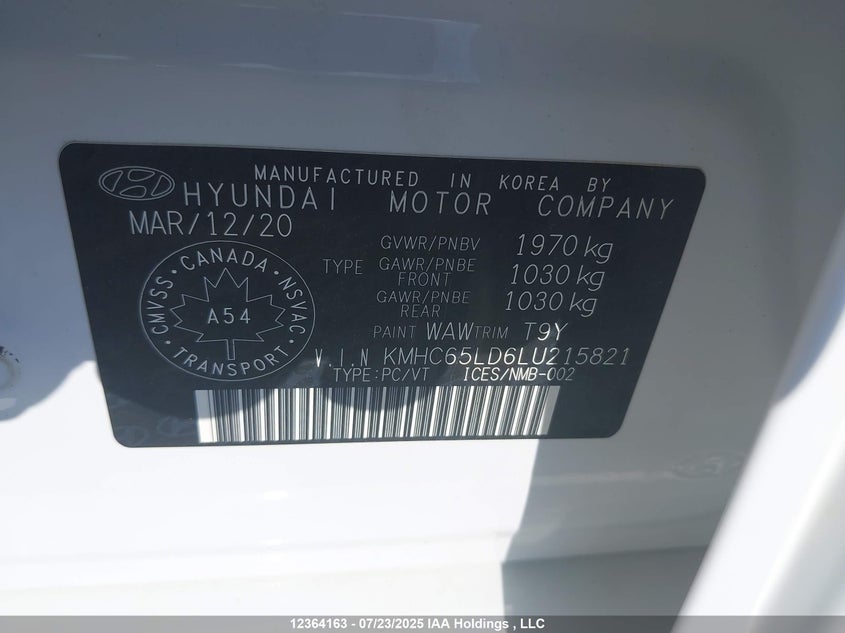 MANUFACTURED IN KOREA BY
HYUNDAI MOTOR COMPANY
MAR/12/20
GVWR/PNBV 1970 kg
TYPE GAWR/PNBE FRONT 1030 kg
GAWR/PNBE REAR 1030 kg
PAINT WAW TRIM T9Y
V.I.N KMHC65LD6LU215821
TYPE:PC/VT ICES/NMB-002
CANADA
CMVSS · NSVAC
A54
TRANSPORT
12364163 - 07/23/2025 IAA Holdings , LLC